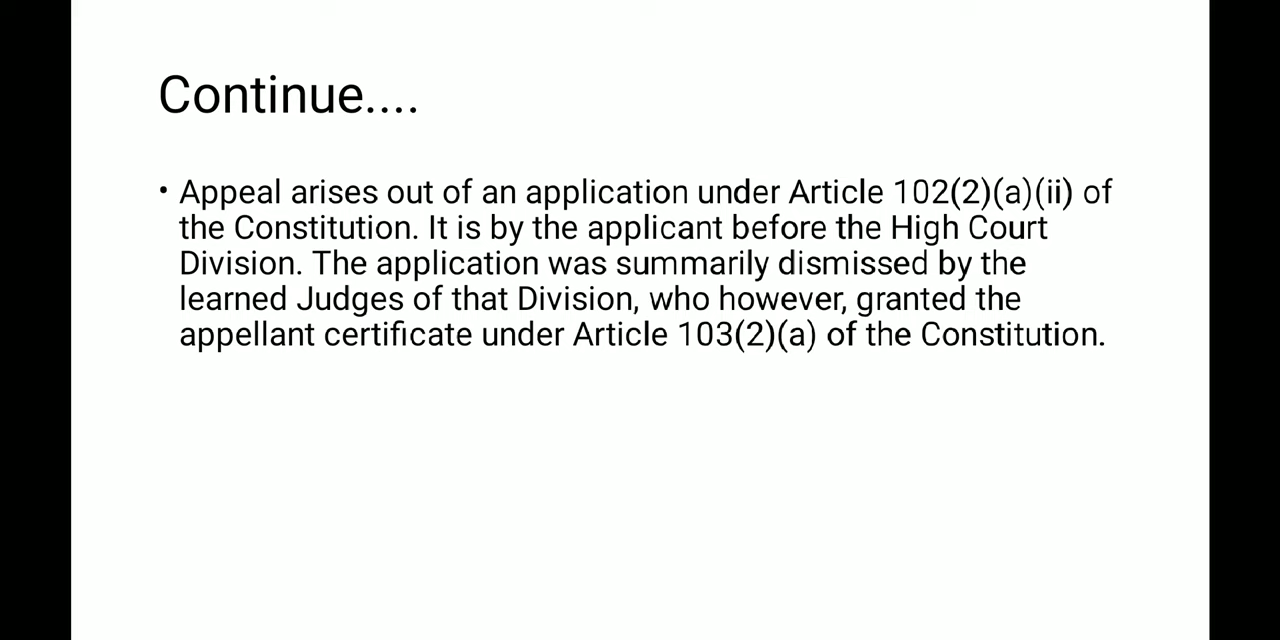 Continue....
• Appeal arises out of an application under Article 102(2)(a)(ii) of
the Constitution. It is by the applicant before the High Court
Division. The application was summarily dismissed by the
learned Judges of that Division, who however, granted the
appellant certificate under Article 103(2)(a) of the Constitution.